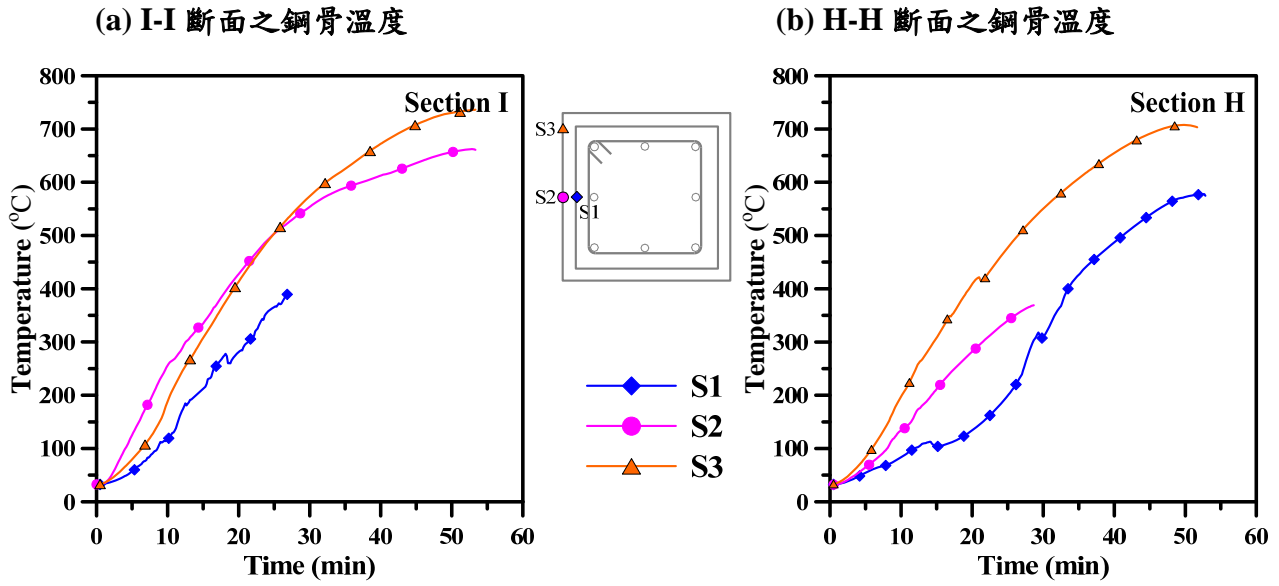 (a) I-I 斷面之鋼骨溫度
(b) H-H 斷面之鋼骨溫度
800
700
600
500
400
300
200
100
0
Temperature (°C)
Section I
0 10 20 30 40 50 60
Time (min)
S3
S2
S1
S1
S2
S3
800
700
600
500
400
300
200
100
0
Temperature (°C)
Section H
0 10 20 30 40 50 60
Time (min)